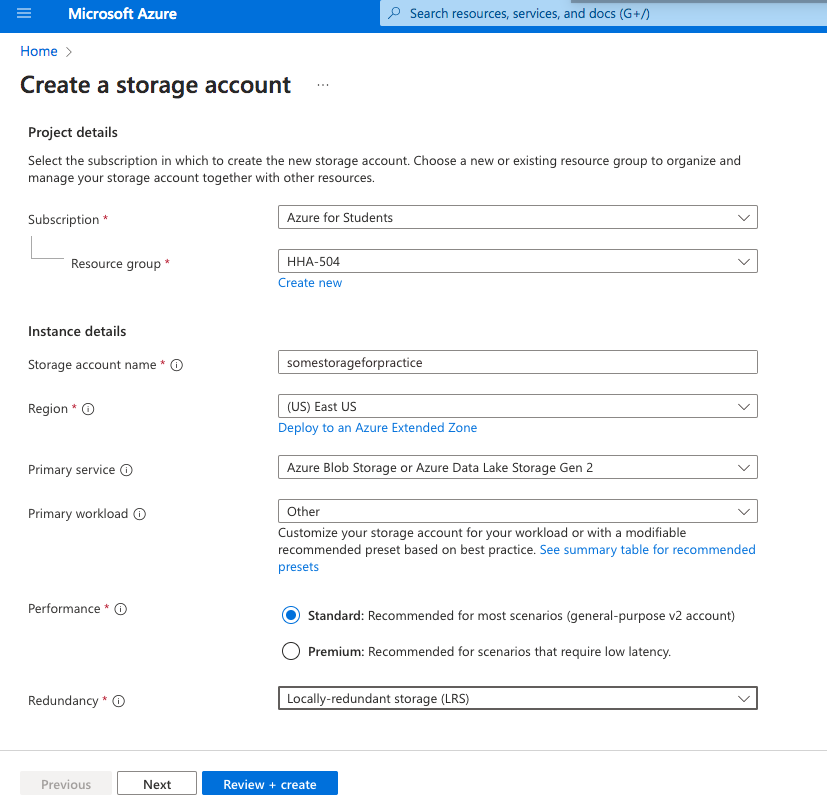 Microsoft Azure
Search resources, services, and docs (G+/)
Home
Create a storage account
...
Project details
Select the subscription in which to create the new storage account. Choose a new or existing resource group to organize and
manage your storage account together with other resources.
Subscription *
Azure for Students
Resource group *
HHA-504
Create new
Instance details
Storage account name *
somestorageforpractice
Region *
(US) East US
Deploy to an Azure Extended Zone
Primary service
Azure Blob Storage or Azure Data Lake Storage Gen 2
Primary workload
Other
Customize your storage account for your workload or with a modifiable
recommended preset based on best practice. See summary table for recommended
presets
Performance *
Standard: Recommended for most scenarios (general-purpose v2 account)
Premium: Recommended for scenarios that require low latency.
Redundancy *
Locally-redundant storage (LRS)
Previous
Next
Review + create